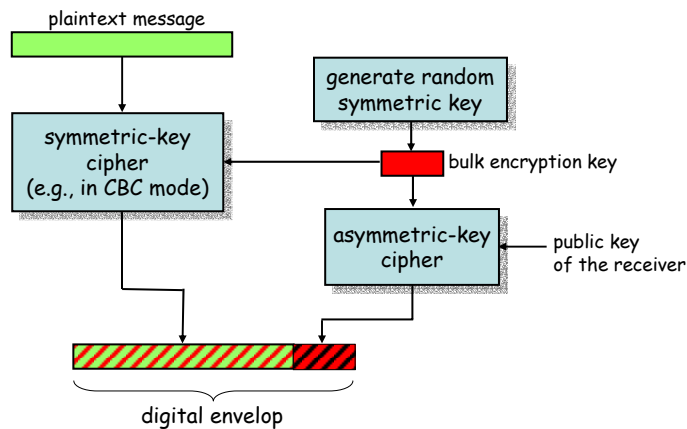 plaintext message
generate random
symmetric key
symmetric-key
cipher
(e.g., in CBC mode)
bulk encryption key
asymmetric-key
cipher
public key
of the receiver
digital envelop